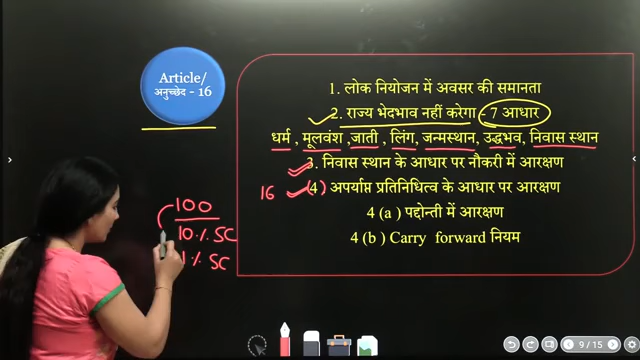 Article/
अनुच्छेद - 16
1. लोक नियोजन में अवसर की समानता
2. राज्य भेदभाव नहीं करेगा - 7 आधार
धर्म , मूलवंश ,जाती , लिंग, जन्मस्थान, उद्धभव, निवास स्थान
3. निवास स्थान के आधार पर नौकरी में आरक्षण
16 (4) अपर्याप्त प्रतिनिधित्व के आधार पर आरक्षण
4 (a) पद्दोन्ती में आरक्षण
4 (b) Carry forward नियम
100
10% SC
1% SC
9 / 15